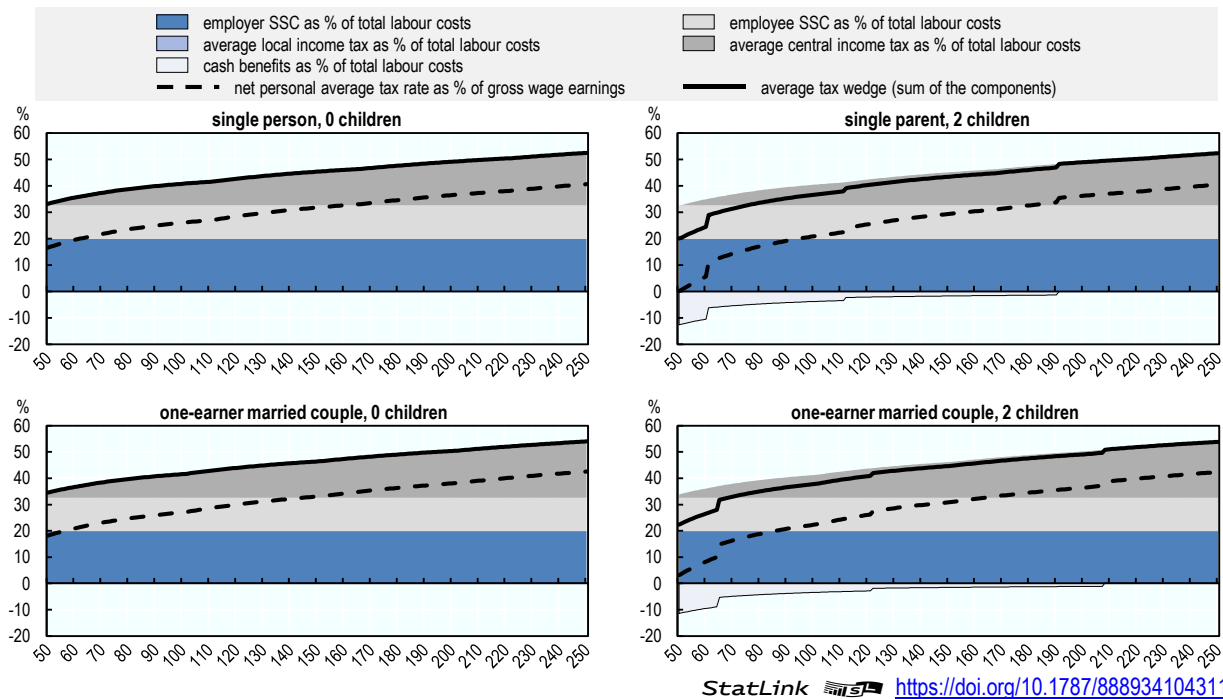 employer SSC as % of total labour costs
employee SSC as % of total labour costs
average local income tax as % of total labour costs
average central income tax as % of total labour costs
cash benefits as % of total labour costs
net personal average tax rate as % of gross wage earnings
average tax wedge (sum of the components)
%
single person, 0 children
60
50
40
30
20
10
0
-10
-20
50 60 70 80 90 100 110 120 130 140 150 160 170 180 190 200 210 220 230 240 250
%
single parent, 2 children
60
50
40
30
20
10
0
-10
-20
50 60 70 80 90 100 110 120 130 140 150 160 170 180 190 200 210 220 230 240 250
%
one-earner married couple, 0 children
60
50
40
30
20
10
0
-10
-20
50 60 70 80 90 100 110 120 130 140 150 160 170 180 190 200 210 220 230 240 250
%
one-earner married couple, 2 children
60
50
40
30
20
10
0
-10
-20
50 60 70 80 90 100 110 120 130 140 150 160 170 180 190 200 210 220 230 240 250
StatLink https://doi.org/10.1787/88893410431